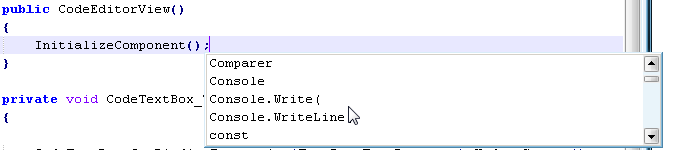 public CodeEditorView()
{
InitializeComponent();
}
Comparer
Console
Console.Write(
Console.WriteLine
const
private void CodeTextBox_
{